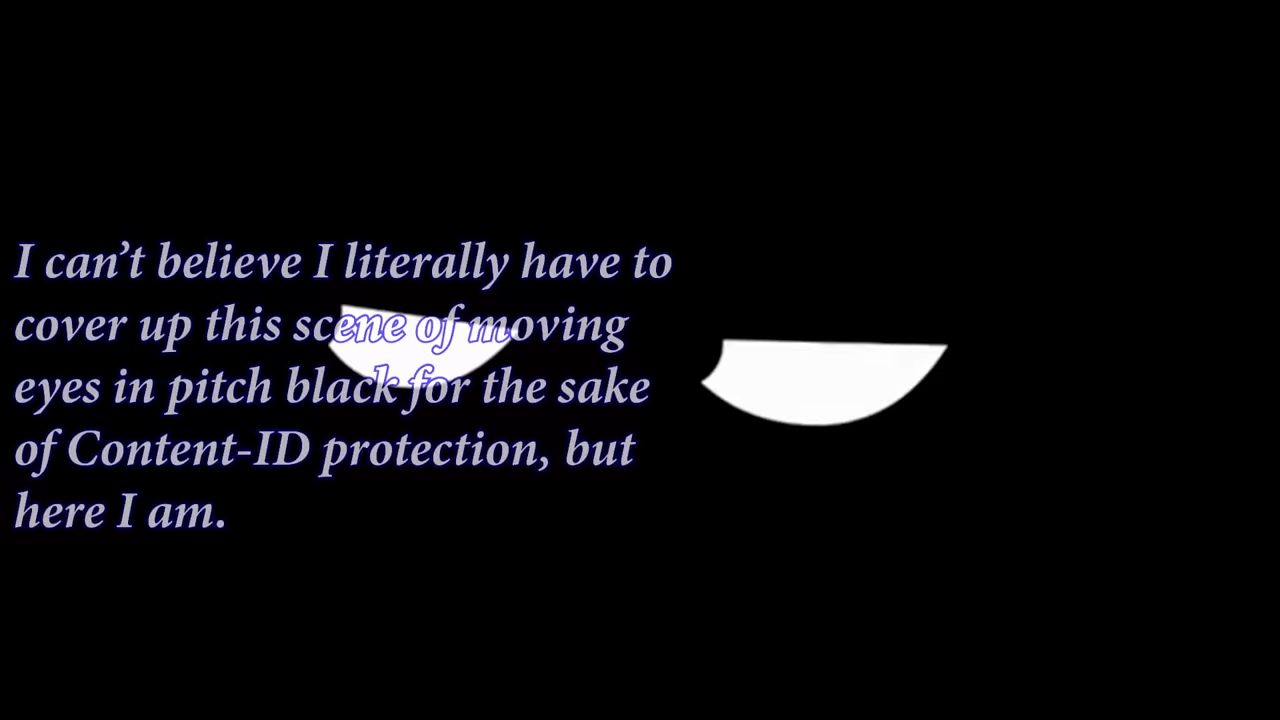 I can’t believe I literally have to
cover up this scene of moving
eyes in pitch black for the sake
of Content-ID protection, but
here I am.